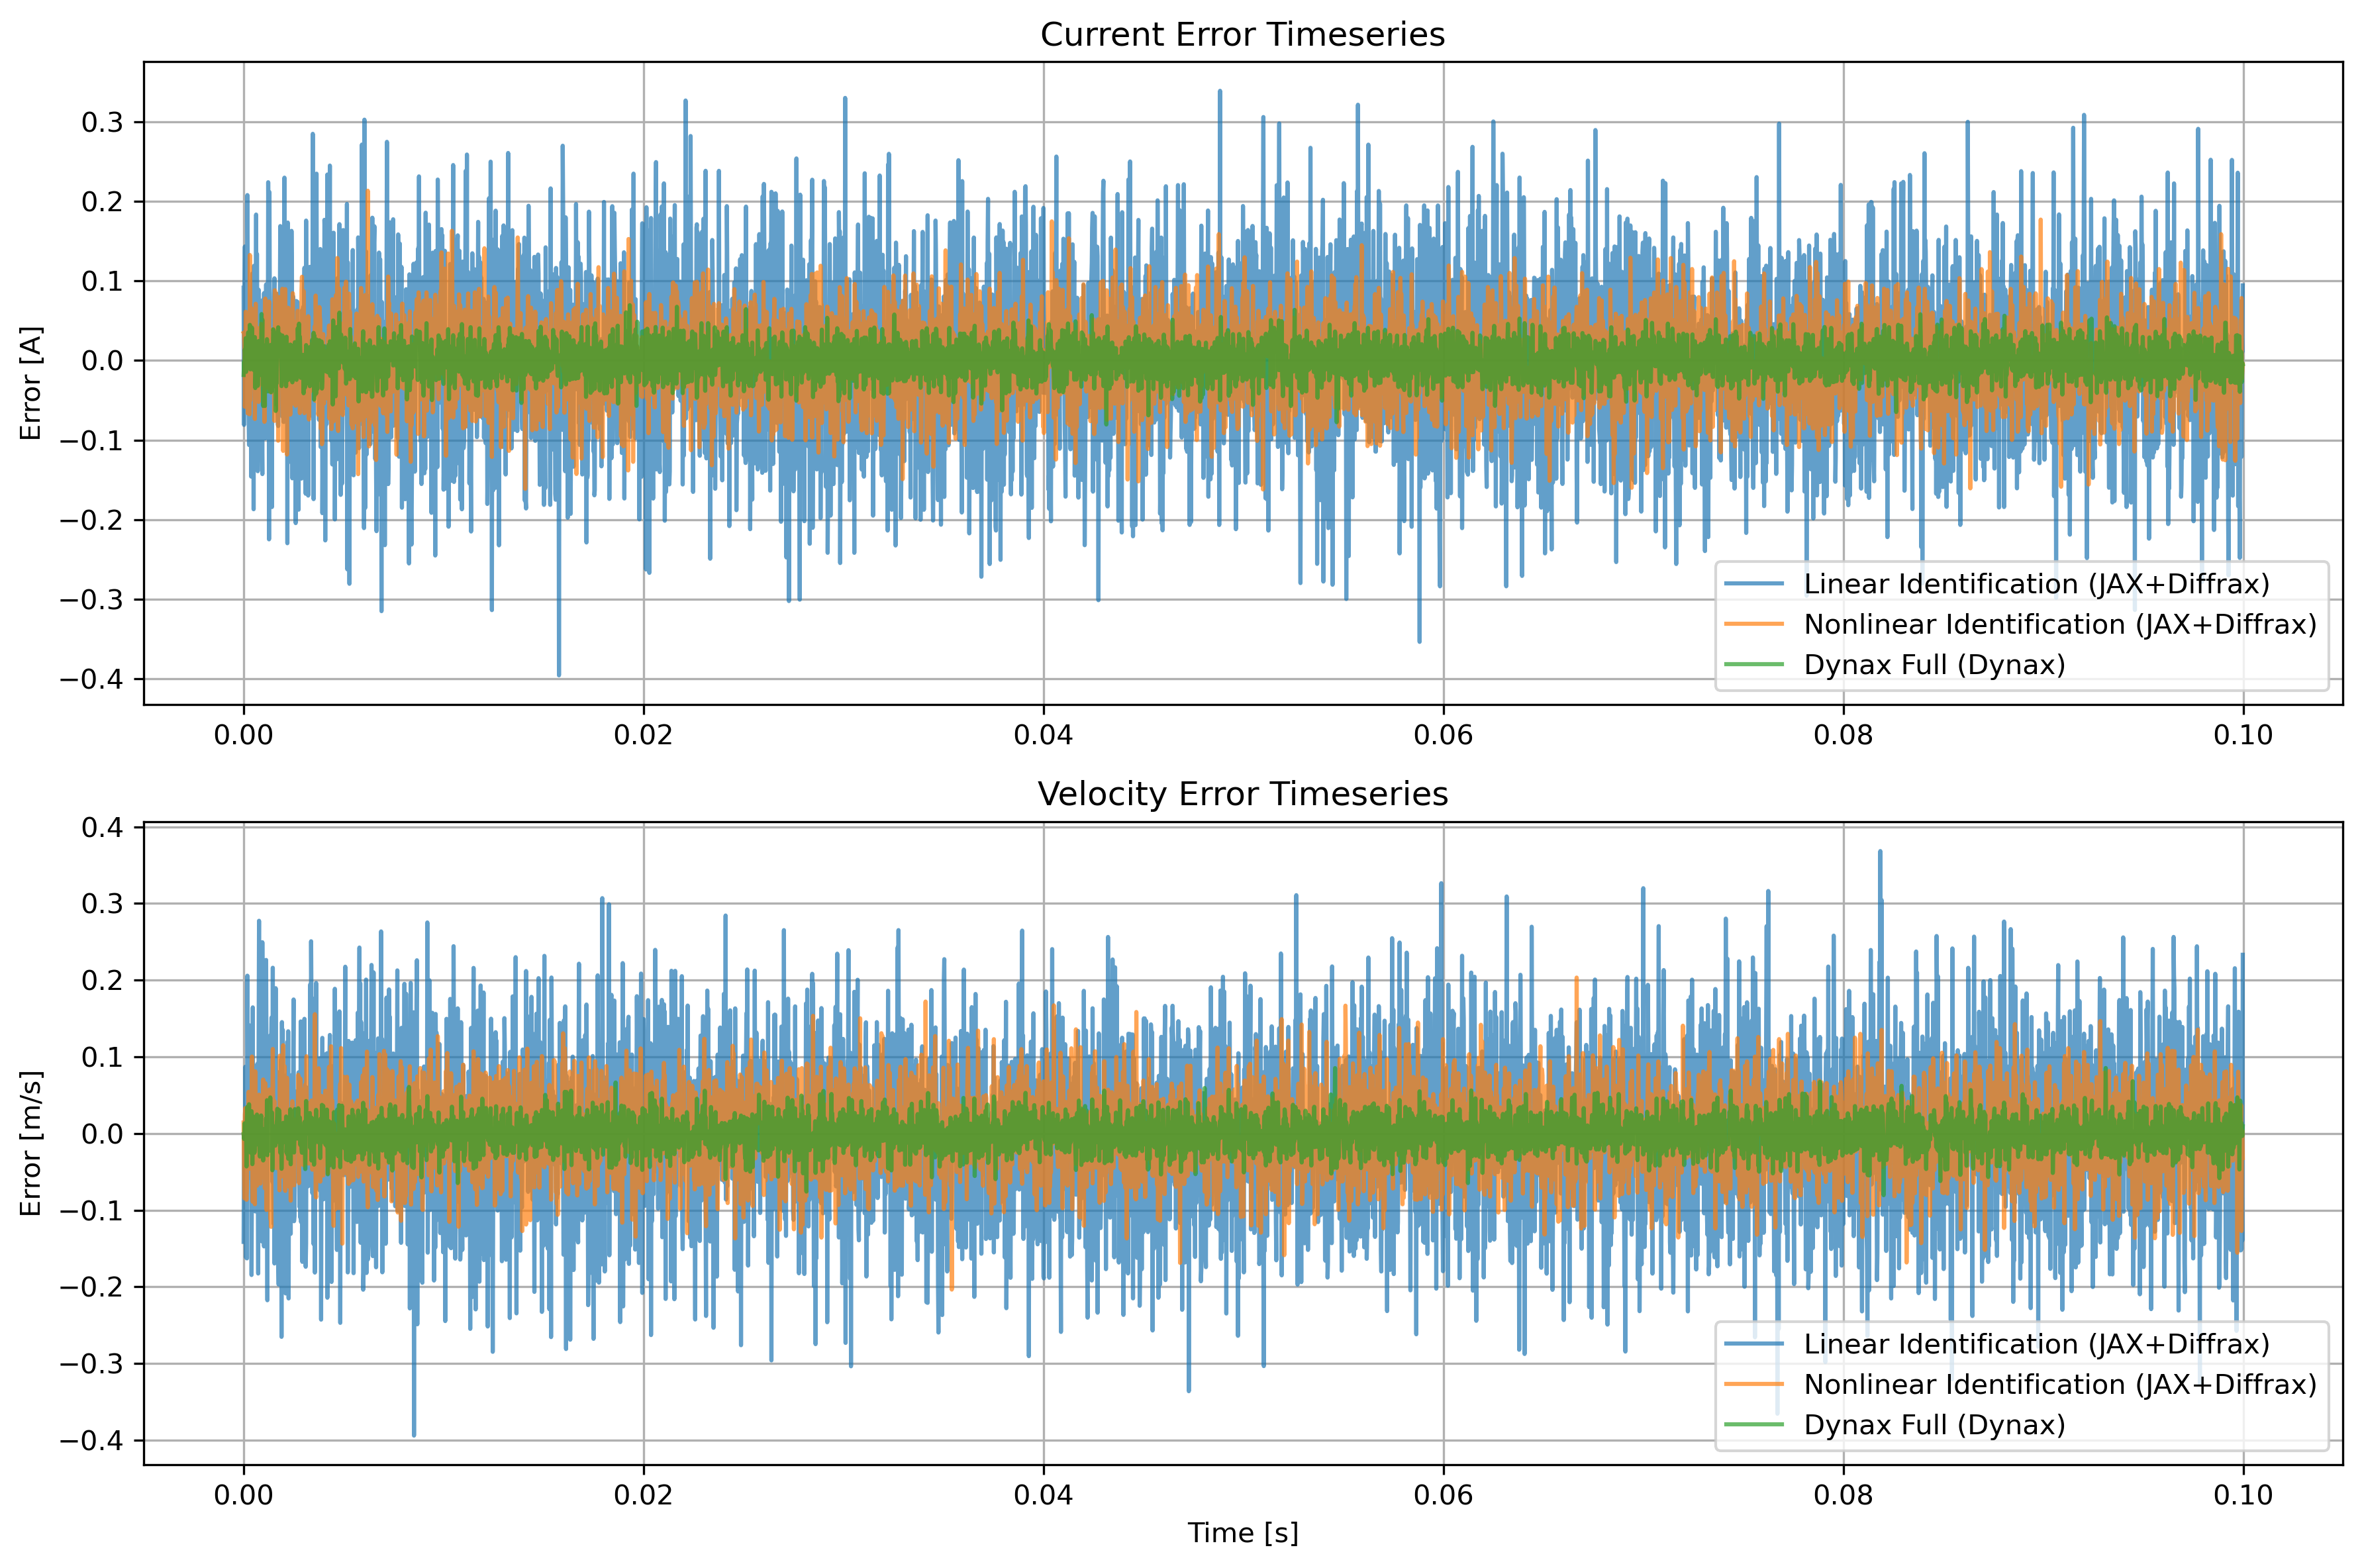 Current Error Timeseries
Error [A]
0.3
0.2
0.1
0.0
−0.1
−0.2
−0.3
−0.4
Linear Identification (JAX+Diffrax)
Nonlinear Identification (JAX+Diffrax)
Dynax Full (Dynax)
0.00 0.02 0.04 0.06 0.08 0.10
Velocity Error Timeseries
Error [m/s]
0.4
0.3
0.2
0.1
0.0
−0.1
−0.2
−0.3
−0.4
Linear Identification (JAX+Diffrax)
Nonlinear Identification (JAX+Diffrax)
Dynax Full (Dynax)
0.00 0.02 0.04 0.06 0.08 0.10
Time [s]